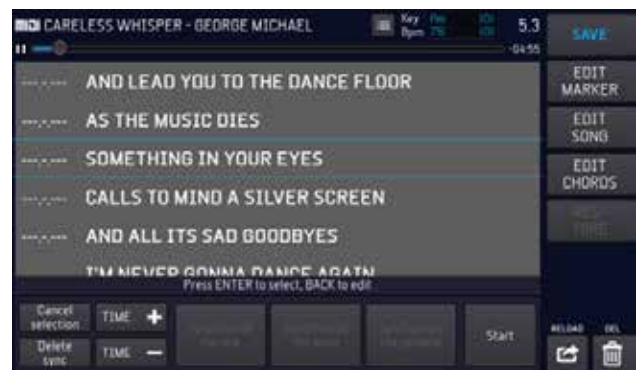 MIDI CARELESS WHISPER - GEORGE MICHAEL
Key
Bpm
5.3
-04:55
SAVE
---.-.--- AND LEAD YOU TO THE DANCE FLOOR
---.-.--- AS THE MUSIC DIES
---.-.--- SOMETHING IN YOUR EYES
---.-.--- CALLS TO MIND A SILVER SCREEN
---.-.--- AND ALL ITS SAD GOODBYES
I'M NEVER GONNA DANCE AGAIN
Press ENTER to select, BACK to edit
EDIT
MARKER
EDIT
SONG
EDIT
CHORDS
Cancel
selection
TIME +
Delete
sync
TIME -
Start
RELOAD
DEL